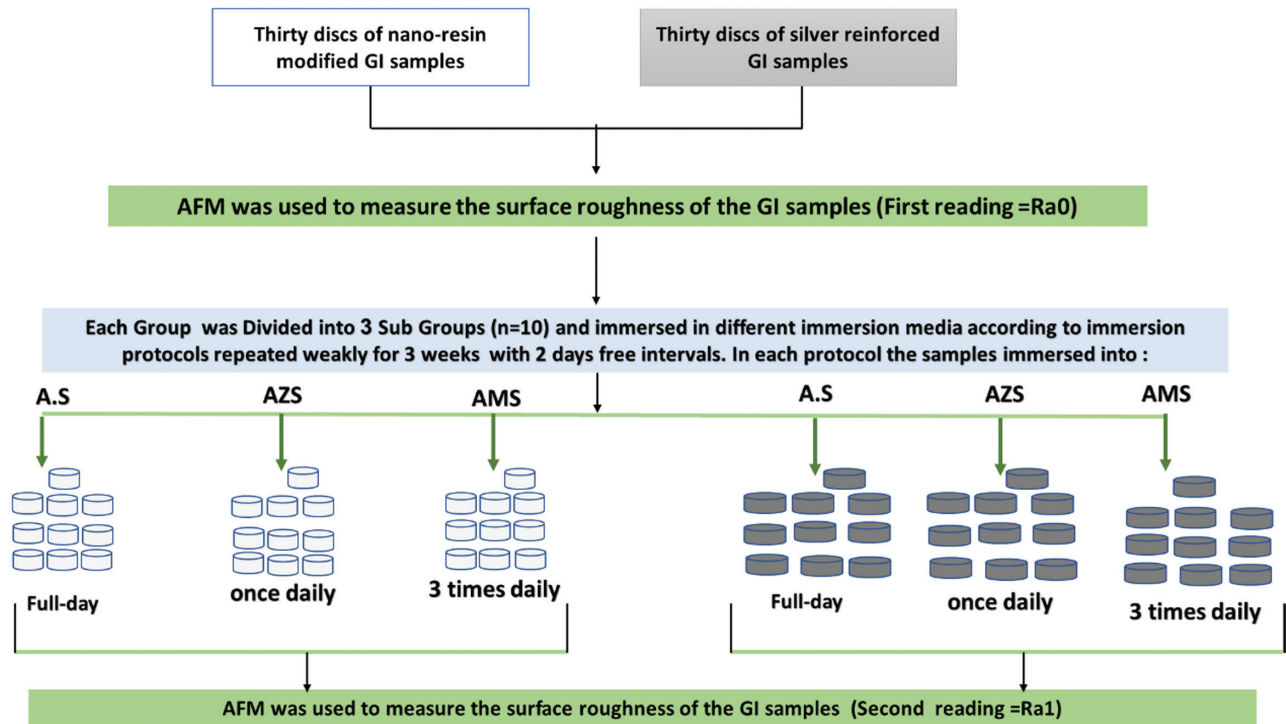 Thirty discs of nano-resin
modified GI samples
Thirty discs of silver reinforced
GI samples
AFM was used to measure the surface roughness of the GI samples (First reading =Ra0)
Each Group was Divided into 3 Sub Groups (n=10) and immersed in different immersion media according to immersion
protocols repeated weakly for 3 weeks with 2 days free intervals. In each protocol the samples immersed into :
A.S
AZS
AMS
A.S
AZS
AMS
Full-day
once daily
3 times daily
Full-day
once daily
3 times daily
AFM was used to measure the surface roughness of the GI samples (Second reading =Ra1)